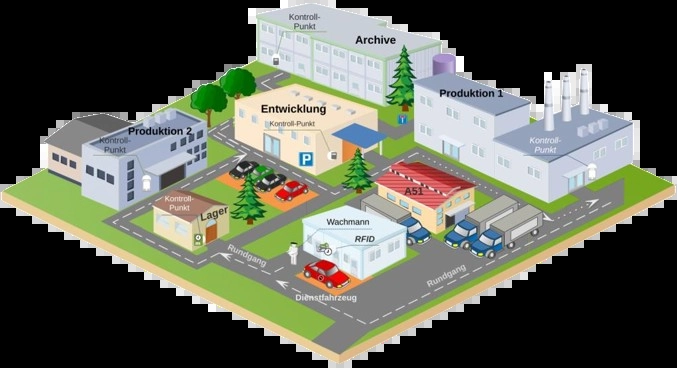 Kontroll-
Punkt
Archive
Produktion 1
Entwicklung
Kontroll-Punkt
Produktion 2
Kontroll-
Punkt
Kontroll-
Punkt
P
Kontroll-
Punkt
Lager
A51
Wachmann
RFID
Rundgang
Rundgang
Dienstfahrzeug